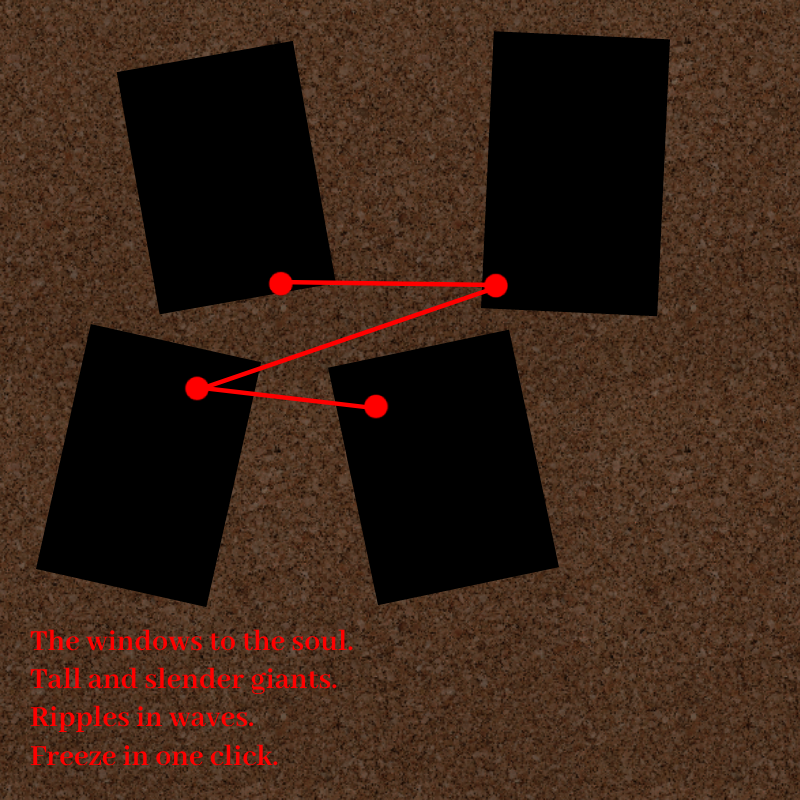 The windows to the soul.
Tall and slender giants.
Ripples in waves.
Freeze in one click.